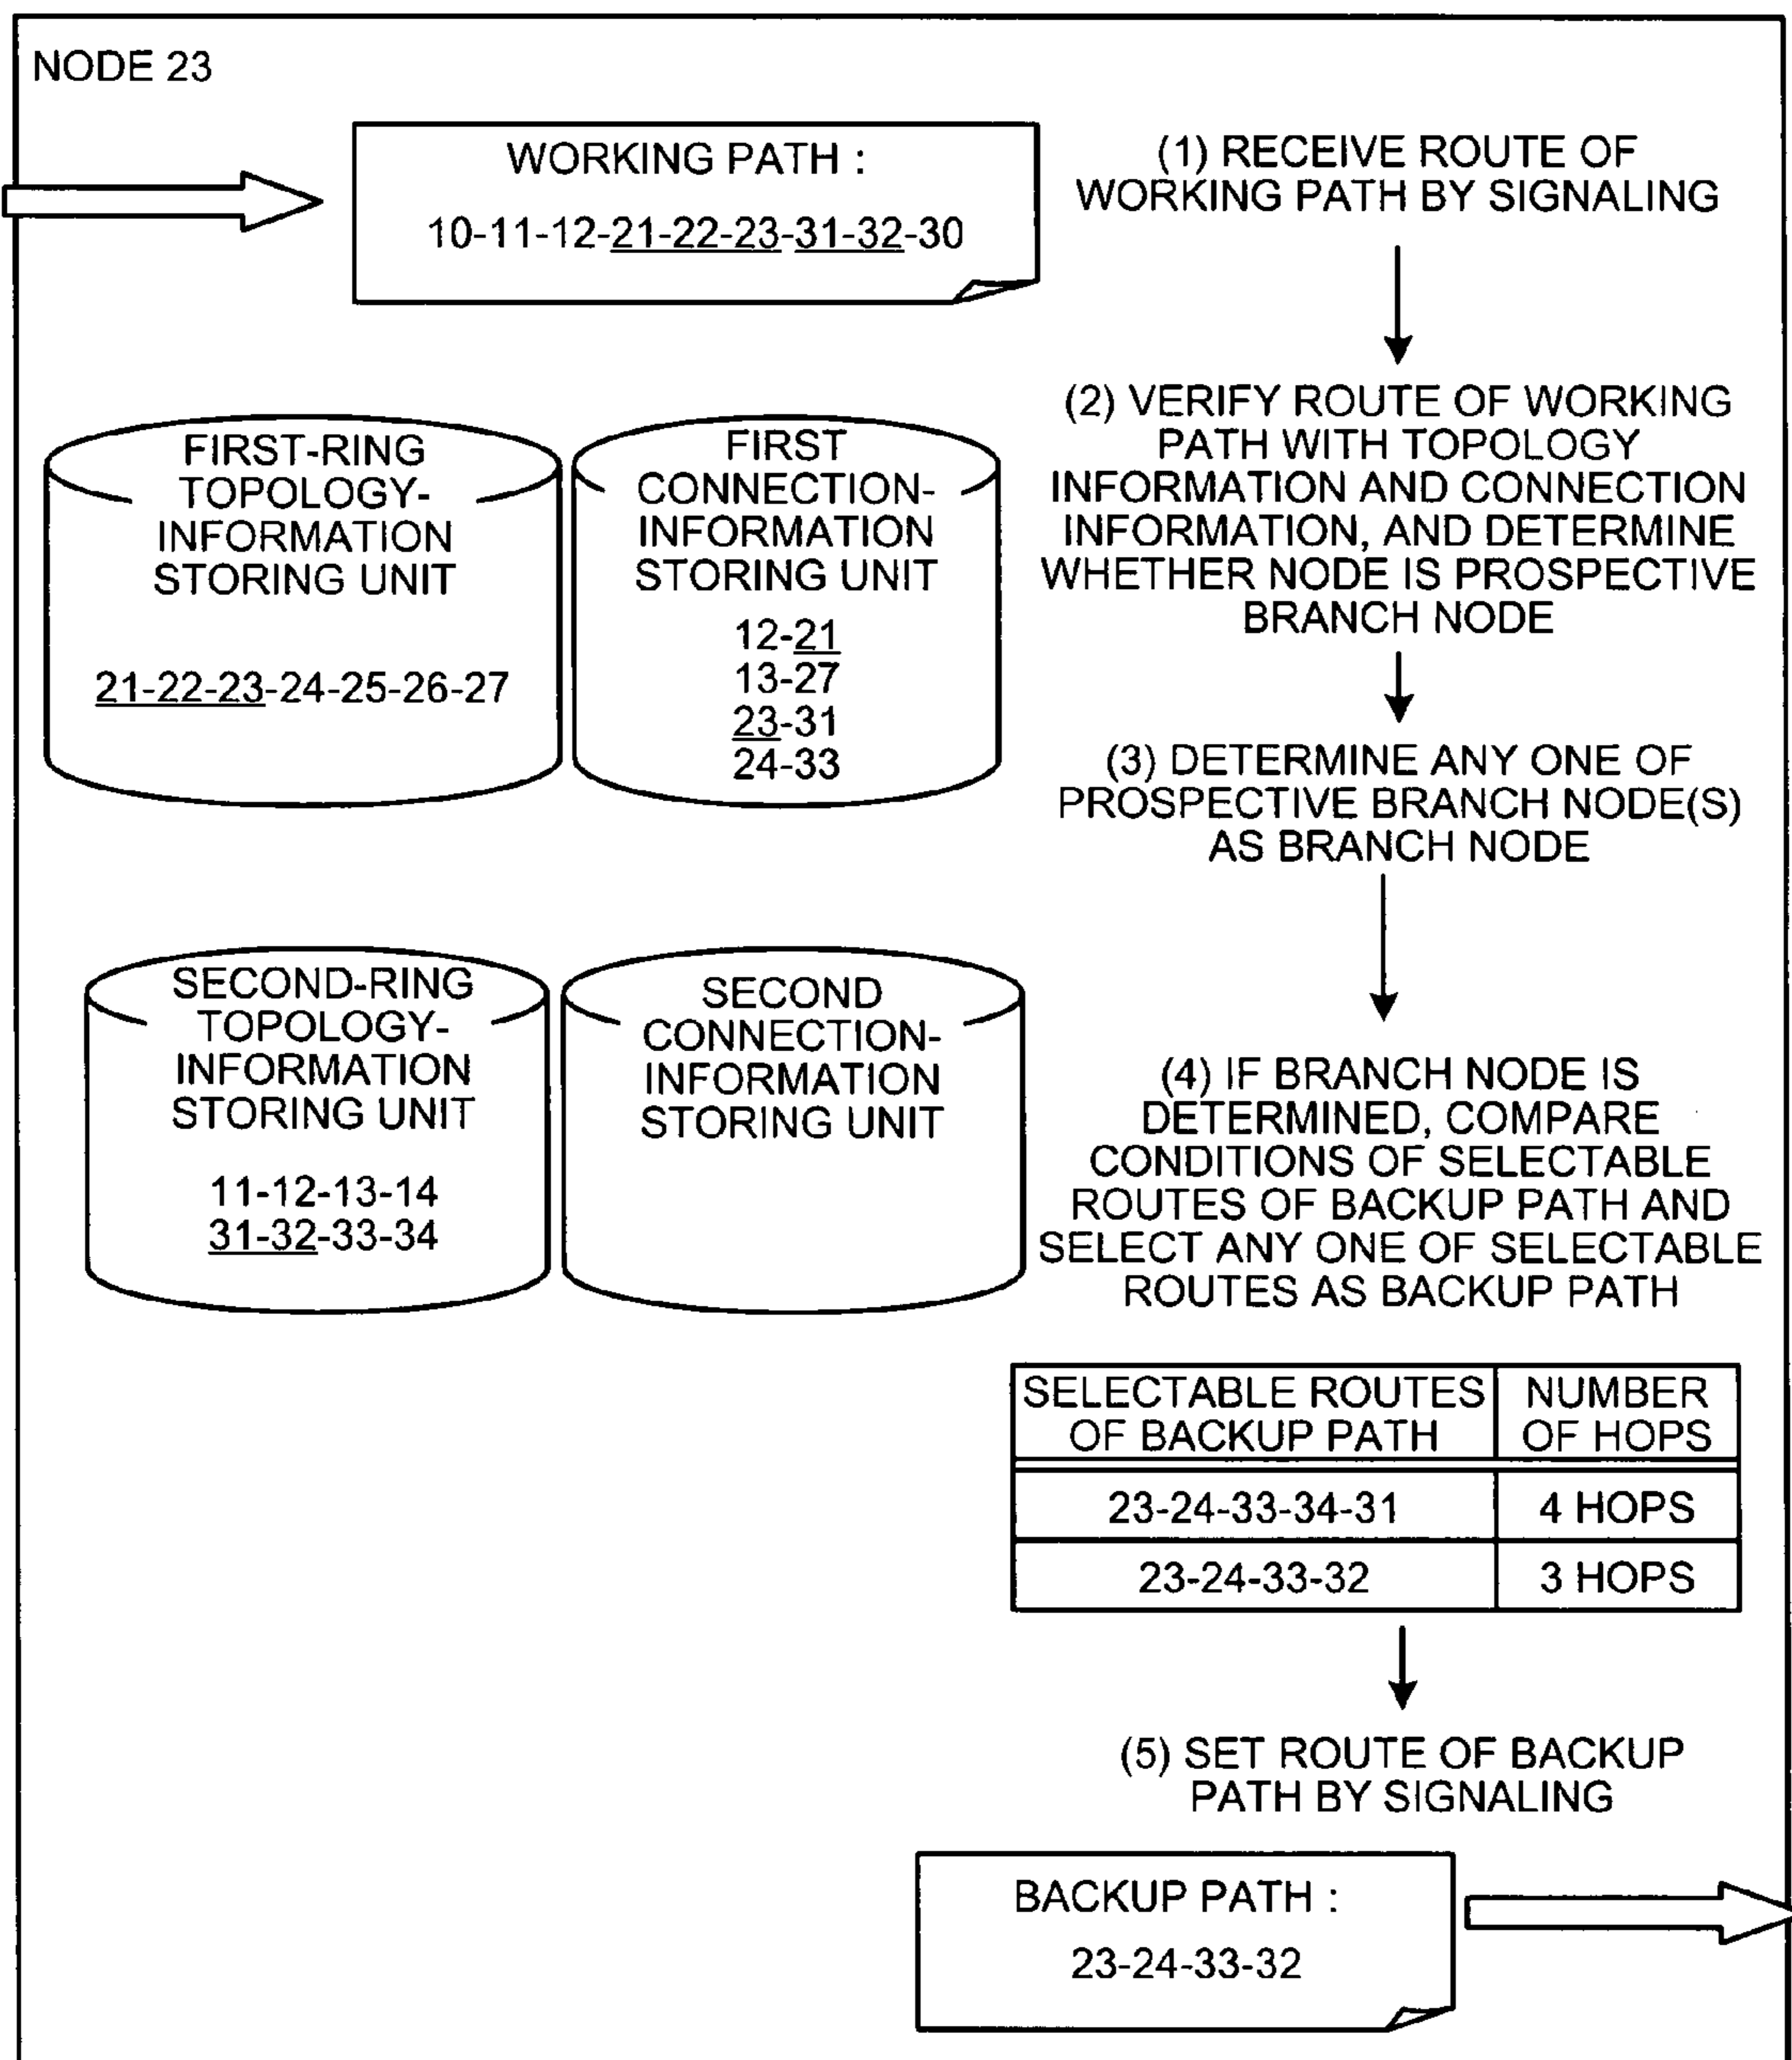 NODE 23
WORKING PATH :
10-11-12-21-22-23-31-32-30
(1) RECEIVE ROUTE OF
WORKING PATH BY SIGNALING
(2) VERIFY ROUTE OF WORKING
PATH WITH TOPOLOGY
INFORMATION AND CONNECTION
INFORMATION, AND DETERMINE
WHETHER NODE IS PROSPECTIVE
BRANCH NODE
FIRST-RING
TOPOLOGY-
INFORMATION
STORING UNIT
21-22-23-24-25-26-27
FIRST
CONNECTION-
INFORMATION
STORING UNIT
12-21
13-27
23-31
24-33
(3) DETERMINE ANY ONE OF
PROSPECTIVE BRANCH NODE(S)
AS BRANCH NODE
SECOND-RING
TOPOLOGY-
INFORMATION
STORING UNIT
11-12-13-14
31-32-33-34
SECOND
CONNECTION-
INFORMATION
STORING UNIT
(4) IF BRANCH NODE IS
DETERMINED, COMPARE
CONDITIONS OF SELECTABLE
ROUTES OF BACKUP PATH AND
SELECT ANY ONE OF SELECTABLE
ROUTES AS BACKUP PATH
SELECTABLE ROUTES
OF BACKUP PATH
NUMBER
OF HOPS
23-24-33-34-31
4 HOPS
23-24-33-32
3 HOPS
(5) SET ROUTE OF BACKUP
PATH BY SIGNALING
BACKUP PATH :
23-24-33-32